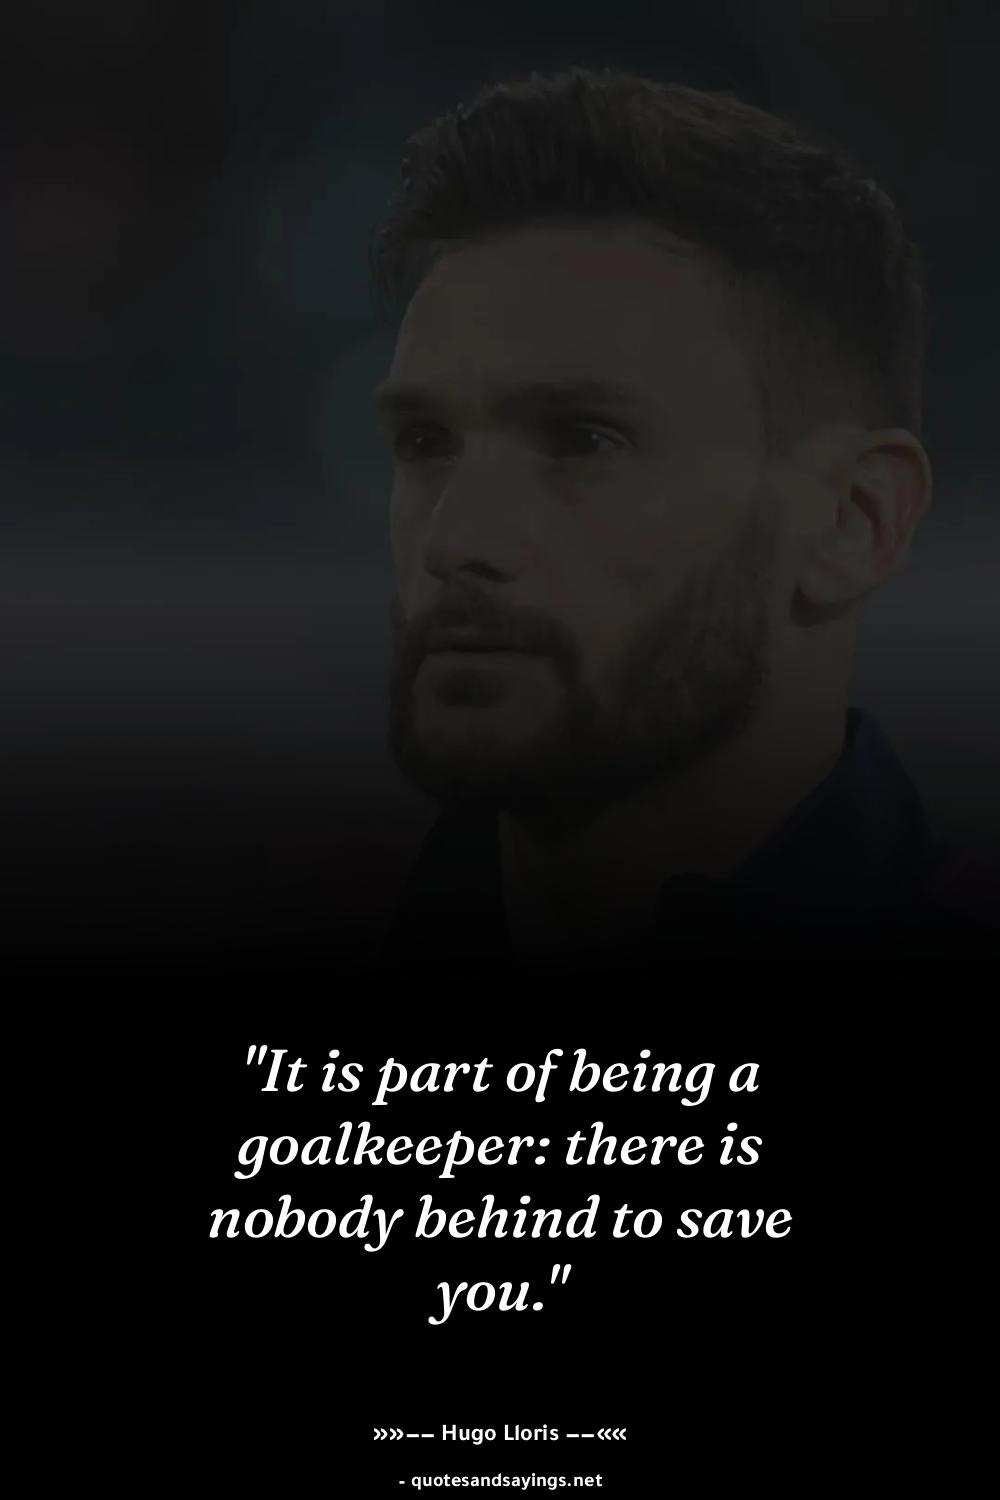 "It is part of being a
goalkeeper: there is
nobody behind to save
you."
»»–– Hugo Lloris ––««
- quotesandsayings.net